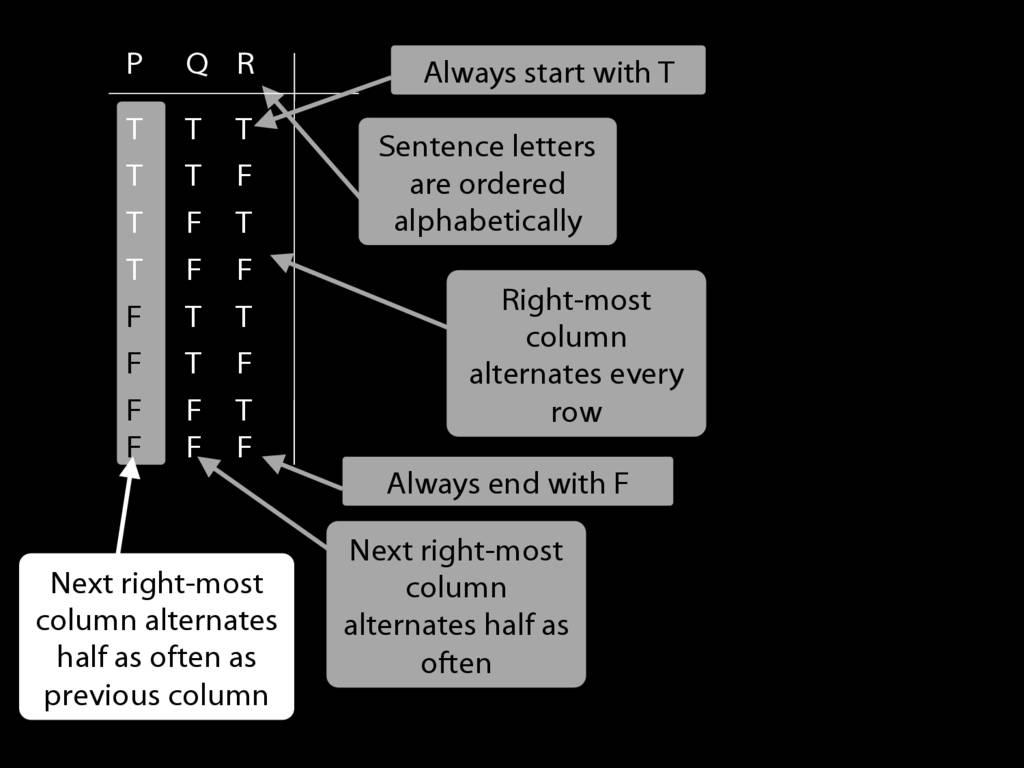 P Q R
T T T
T T F
T F T
T F F
F T T
F T F
F F T
F F F
Always start with T
Sentence letters
are ordered
alphabetically
Right-most
column
alternates every
row
Always end with F
Next right-most
column
alternates half as
often
Next right-most
column alternates
half as often as
previous column